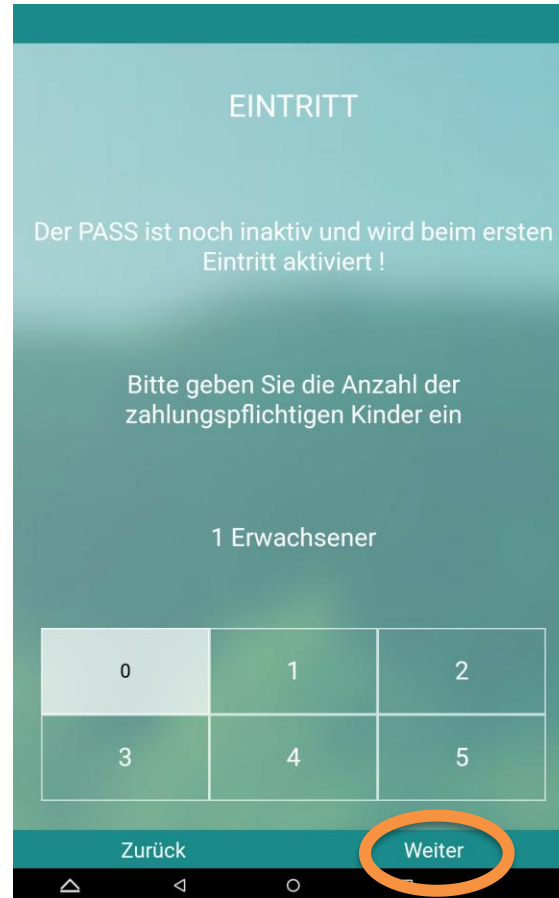 EINTRITT
Der PASS ist noch inaktiv und wird beim ersten
Eintritt aktiviert !
Bitte geben Sie die Anzahl der
zahlungspflichtigen Kinder ein
1 Erwachsener
0 1 2
3 4 5
Zurück Weiter